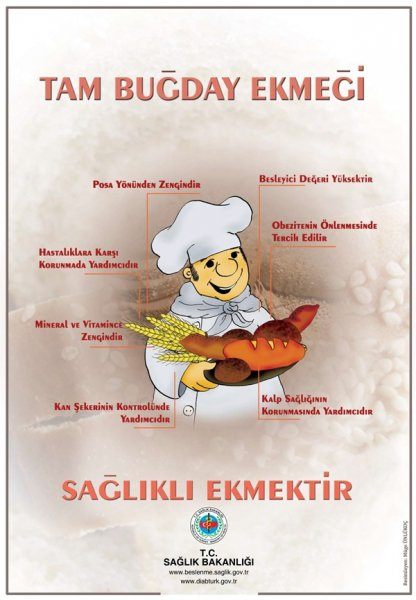 TAM BUĞDAY EKMEĞİ
Posa Yönünden Zengindir
Besleyici Değeri Yüksektir
Obezitenin Önlenmesinde
Tercih Edilir
Hastalıklara Karşı
Korunmada Yardımcıdır
Mineral ve Vitamince
Zengindir
Kan Şekerinin Kontrolünde
Yardımcıdır
Kalp Sağlığının
Korunmasında Yardımcıdır
SAĞLIKLI EKMEKTİR
T.C.
SAĞLIK BAKANLIĞI
www.beslenme.saglik.gov.tr
www.diabturk.gov.tr